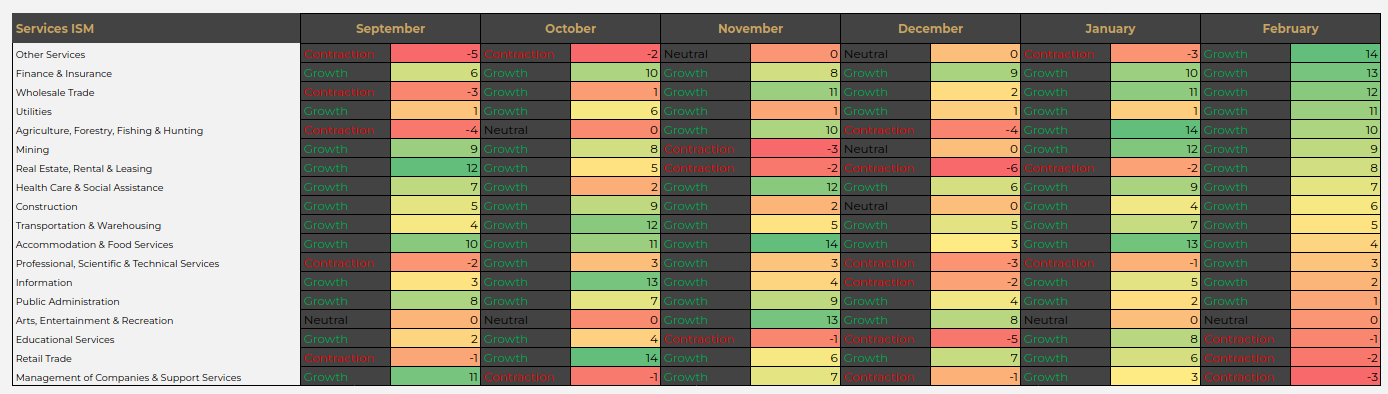 Services ISM September October November December January February
Other Services Contraction -5 Contraction -2 Neutral 0 Neutral 0 Contraction -3 Growth 14
Finance & Insurance Growth 6 Growth 10 Growth 8 Growth 9 Growth 10 Growth 13
Wholesale Trade Contraction -3 Growth 1 Growth 11 Growth 2 Growth 11 Growth 12
Utilities Growth 1 Growth 6 Growth 1 Growth 1 Growth 1 Growth 11
Agriculture, Forestry, Fishing & Hunting Contraction -4 Neutral 0 Growth 10 Contraction -4 Growth 14 Growth 10
Mining Growth 9 Growth 8 Contraction -3 Neutral 0 Growth 12 Growth 9
Real Estate, Rental & Leasing Growth 12 Growth 5 Contraction -2 Contraction -6 Contraction -2 Growth 8
Health Care & Social Assistance Growth 7 Growth 2 Growth 12 Growth 6 Growth 9 Growth 7
Construction Growth 5 Growth 9 Growth 2 Neutral 0 Growth 4 Growth 6
Transportation & Warehousing Growth 4 Growth 12 Growth 5 Growth 5 Growth 7 Growth 5
Accommodation & Food Services Growth 10 Growth 11 Growth 14 Growth 3 Growth 13 Growth 4
Professional, Scientific & Technical Services Contraction -2 Growth 3 Growth 3 Contraction -3 Contraction -1 Growth 3
Information Growth 3 Growth 13 Growth 4 Contraction -2 Growth 5 Growth 2
Public Administration Growth 8 Growth 7 Growth 9 Growth 4 Growth 2 Growth 1
Arts, Entertainment & Recreation Neutral 0 Neutral 0 Growth 13 Growth 8 Neutral 0 Neutral 0
Educational Services Growth 2 Growth 4 Contraction -1 Contraction -5 Growth 8 Contraction -1
Retail Trade Contraction -1 Growth 14 Growth 6 Growth 7 Growth 6 Contraction -2
Management of Companies & Support Services Growth 11 Contraction -1 Growth 7 Contraction -1 Growth 3 Contraction -3